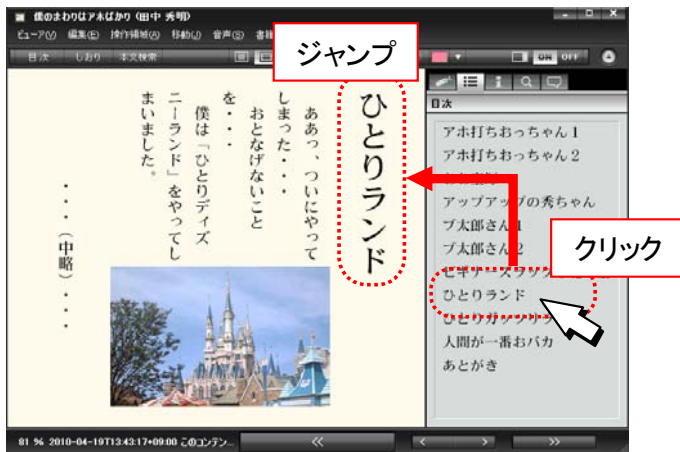 僕のまわりはアホばかり (田中 秀明)
ビューア(V) 編集(E) 操作領域(A) 移動(J) 音声(S)
目次 しおり 本文検索
ON OFF
ジャンプ
ひとりランド
ああっ、ついにやって
しまった・・・
おとなげないこと
を・・・
僕は「ひとりディズ
ニーランド」をやってし
まいました。
・・・(中略)・・・
目次
アホ打ちおっちゃん1
アホ打ちおっちゃん2
アップアップの秀ちゃん
ブ太郎さん1
ブ太郎さん2
クリック
ひとりランド
人間が一番おバカ
あとがき
81 % 2010-04-19T13:43:17+09:00 このコンテン...